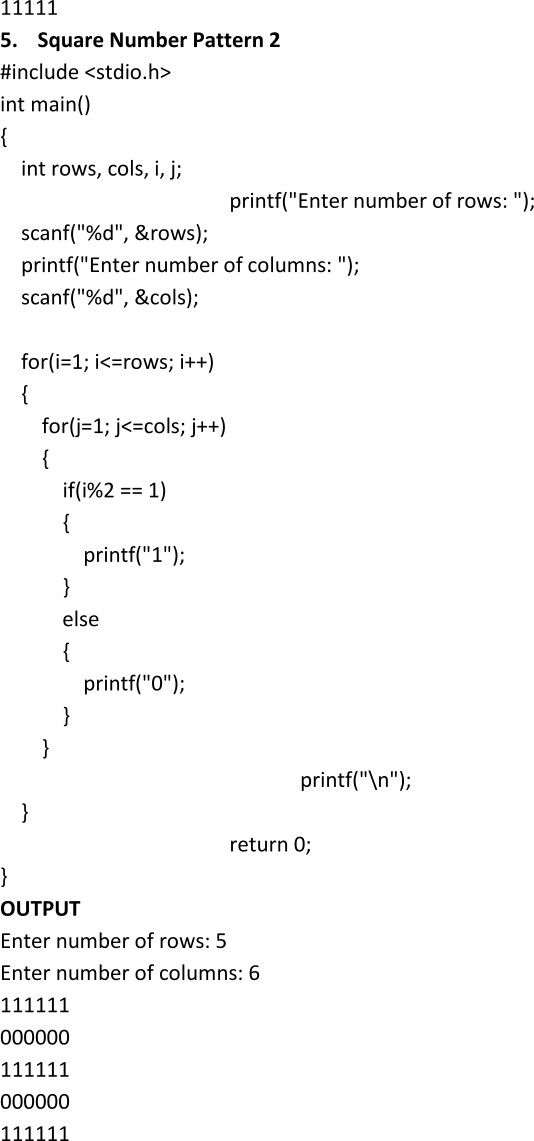 11111
5. Square Number Pattern 2
#include <stdio.h>
int main()
{
int rows, cols, i, j;
printf("Enter number of rows: ");
scanf("%d", &rows);
printf("Enter number of columns: ");
scanf("%d", &cols);
for(i=1; i<=rows; i++)
{
for(j=1; j<=cols; j++)
{
if(i%2 == 1)
{
printf("1");
}
else
{
printf("0");
}
}
printf("\n");
}
return 0;
}
OUTPUT
Enter number of rows: 5
Enter number of columns: 6
111111
000000
111111
000000
111111